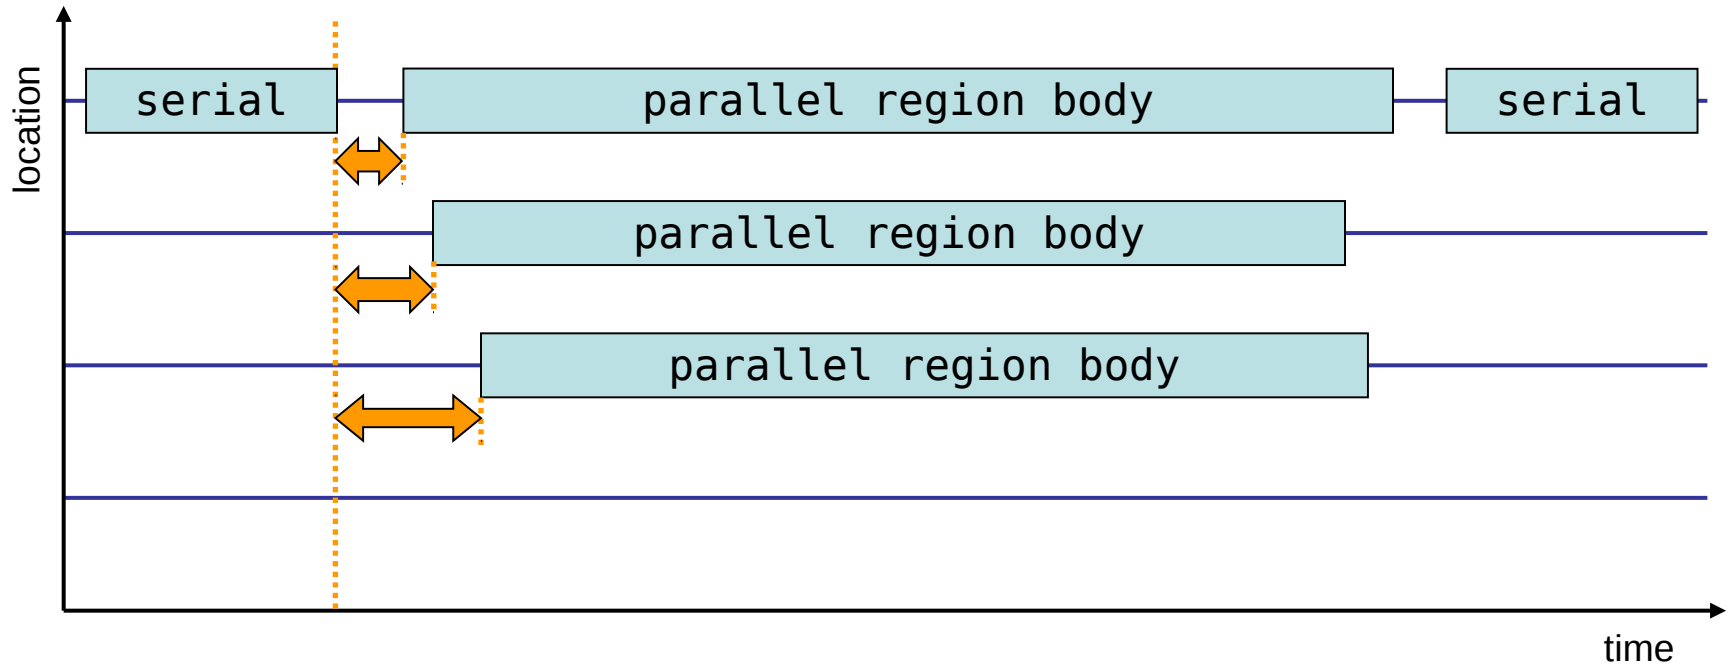 location
serial
parallel region body
serial
parallel region body
parallel region body
time